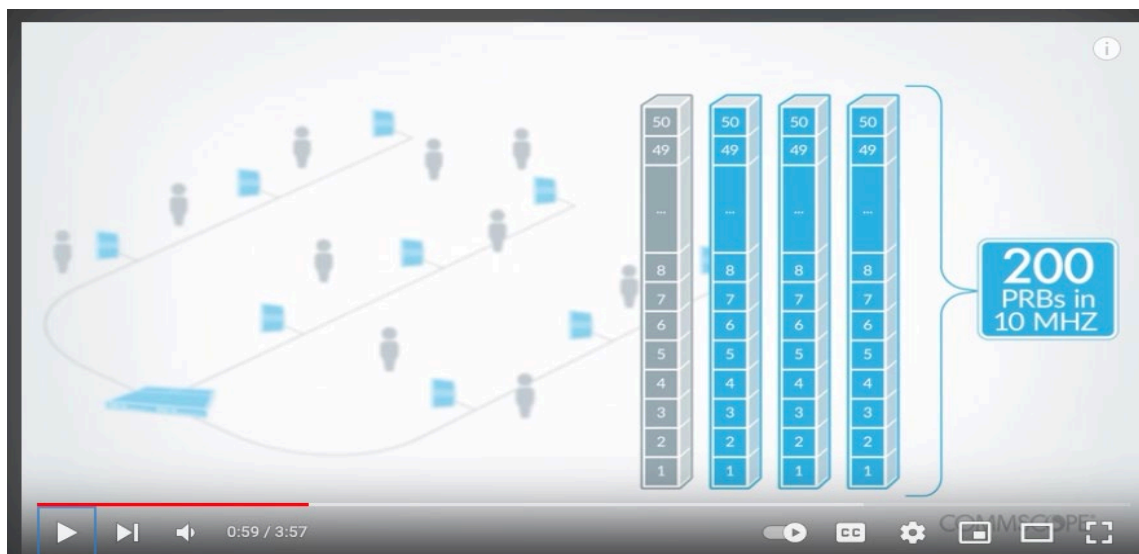 i
50 50 50 50
49 49 49 49
... ... ... ...
8 8 8 8
7 7 7 7
6 6 6 6
5 5 5 5
4 4 4 4
3 3 3 3
2 2 2 2
1 1 1 1
200
PRBs in
10 MHZ
0:59 / 3:57
CC
COMMSCOPE®